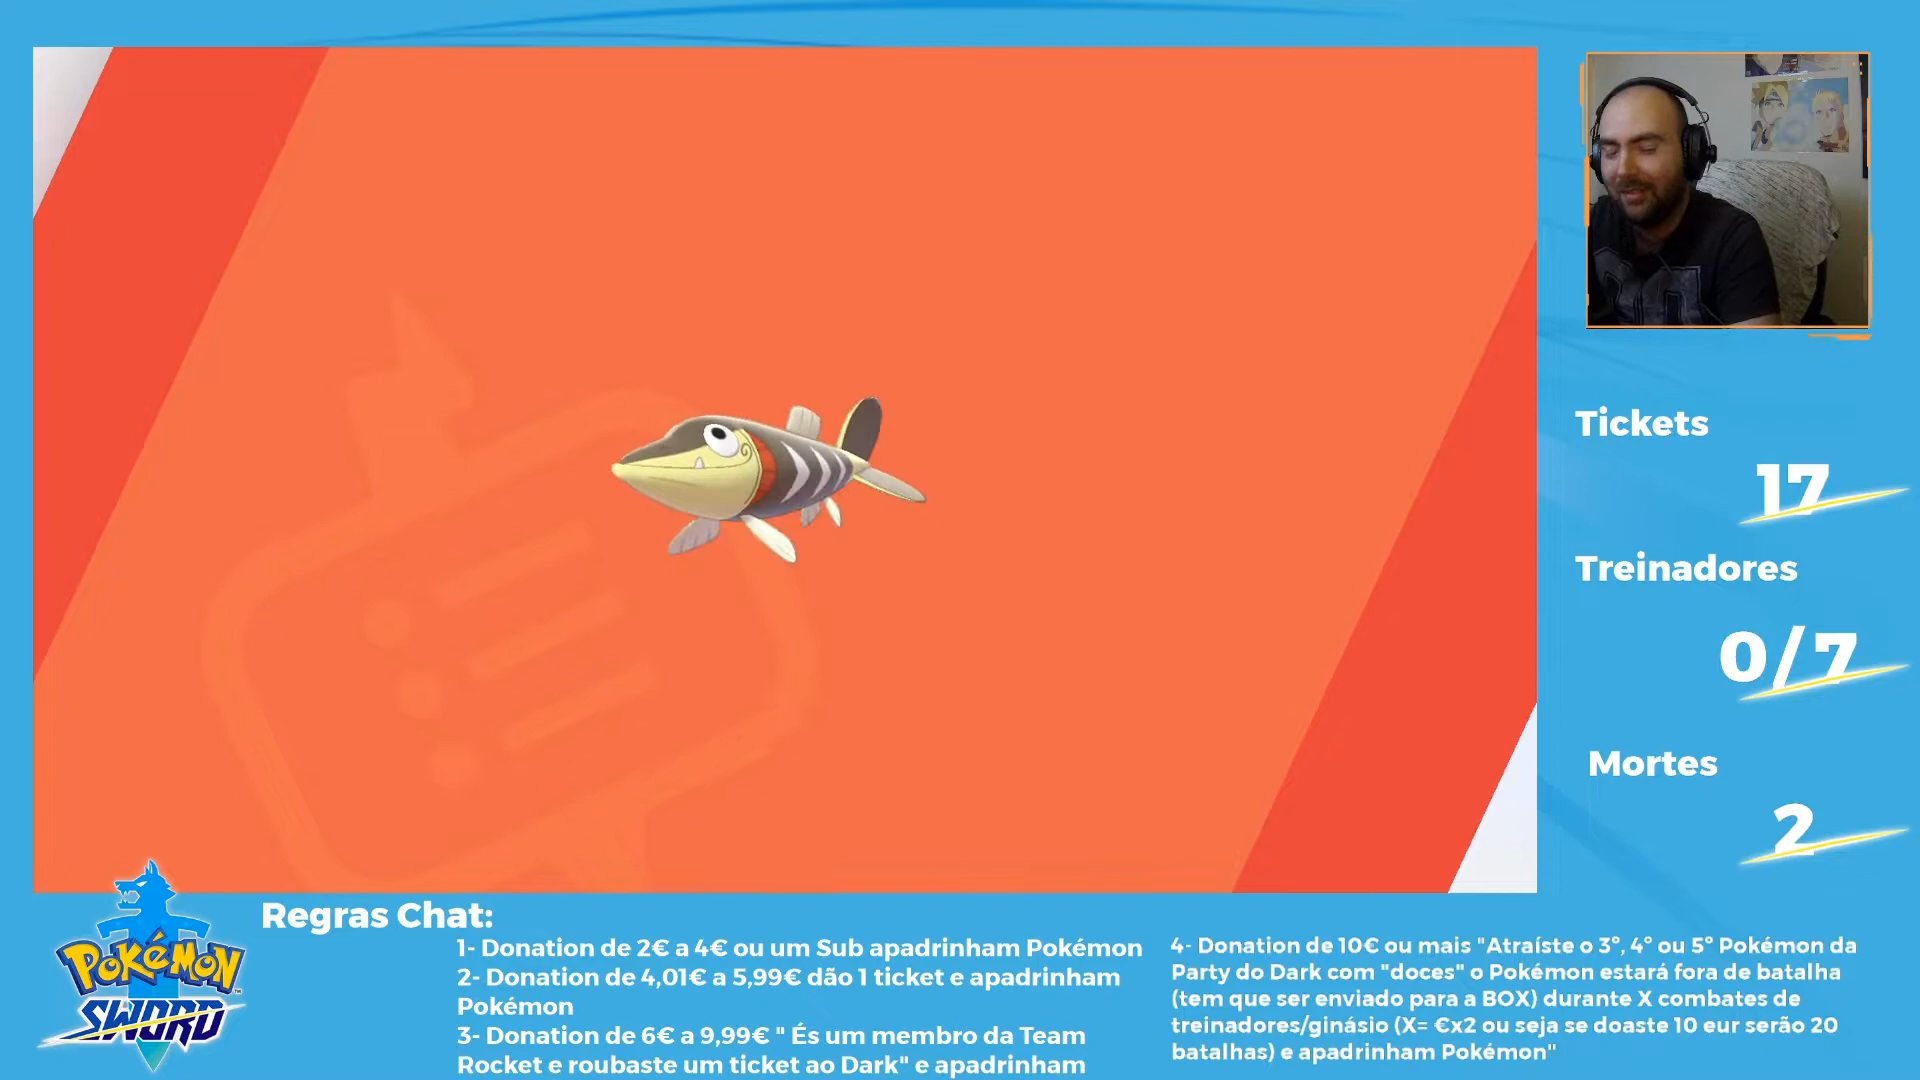 Tickets
17
Treinadores
0/7
Mortes
2
POKéMON
SWORD
Regras Chat:
1- Donation de 2€ a 4€ ou um Sub apadrinham Pokémon
2- Donation de 4,01€ a 5,99€ dão 1 ticket e apadrinham
Pokémon
3- Donation de 6€ a 9,99€ " És um membro da Team
Rocket e roubaste um ticket ao Dark" e apadrinham
4- Donation de 10€ ou mais "Atraíste o 3º, 4º ou 5º Pokémon da
Party do Dark com "doces" o Pokémon estará fora de batalha
(tem que ser enviado para a BOX) durante X combates de
treinadores/ginásio (X= €x2 ou seja se doaste 10 eur serão 20
batalhas) e apadrinham Pokémon"